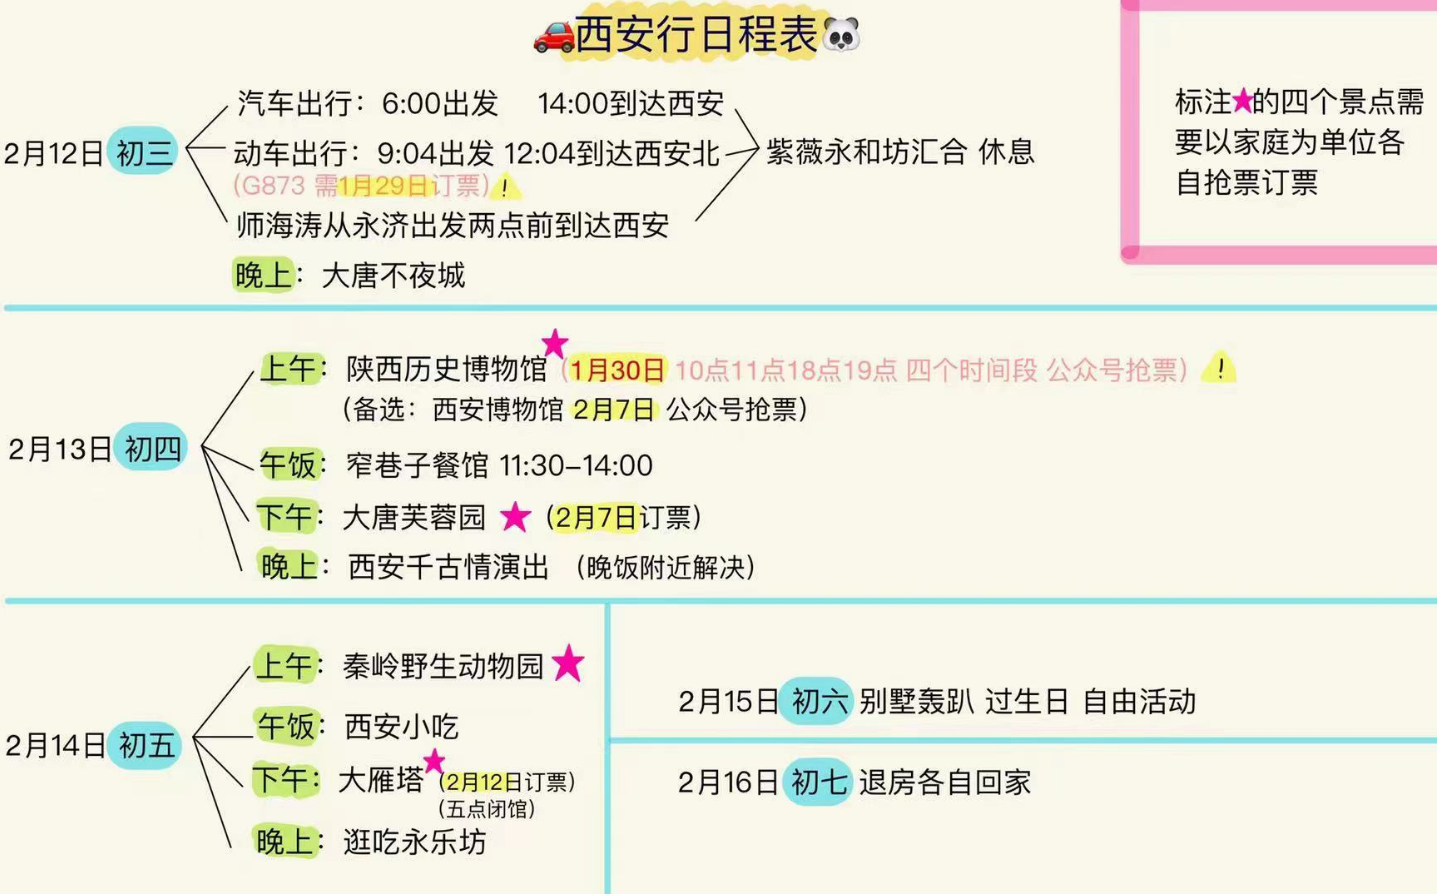 🚗西安行日程表🐼
标注★的四个景点需
要以家庭为单位各
自抢票订票
2月12日 初三
汽车出行：6:00出发 14:00到达西安
动车出行：9:04出发 12:04到达西安北
(G873 需1月29日订票) !
师海涛从永济出发两点前到达西安
紫薇永和坊汇合 休息
晚上：大唐不夜城
2月13日 初四
上午：陕西历史博物馆★(1月30日 10点11点18点19点 四个时间段 公众号抢票) !
(备选：西安博物馆 2月7日 公众号抢票)
午饭：窄巷子餐馆 11:30-14:00
下午：大唐芙蓉园 ★ (2月7日订票)
晚上：西安千古情演出 (晚饭附近解决)
2月14日 初五
上午：秦岭野生动物园★
午饭：西安小吃
下午：大雁塔★(2月12日订票)
(五点闭馆)
晚上：逛吃永乐坊
2月15日 初六 别墅轰趴 过生日 自由活动
2月16日 初七 退房各自回家